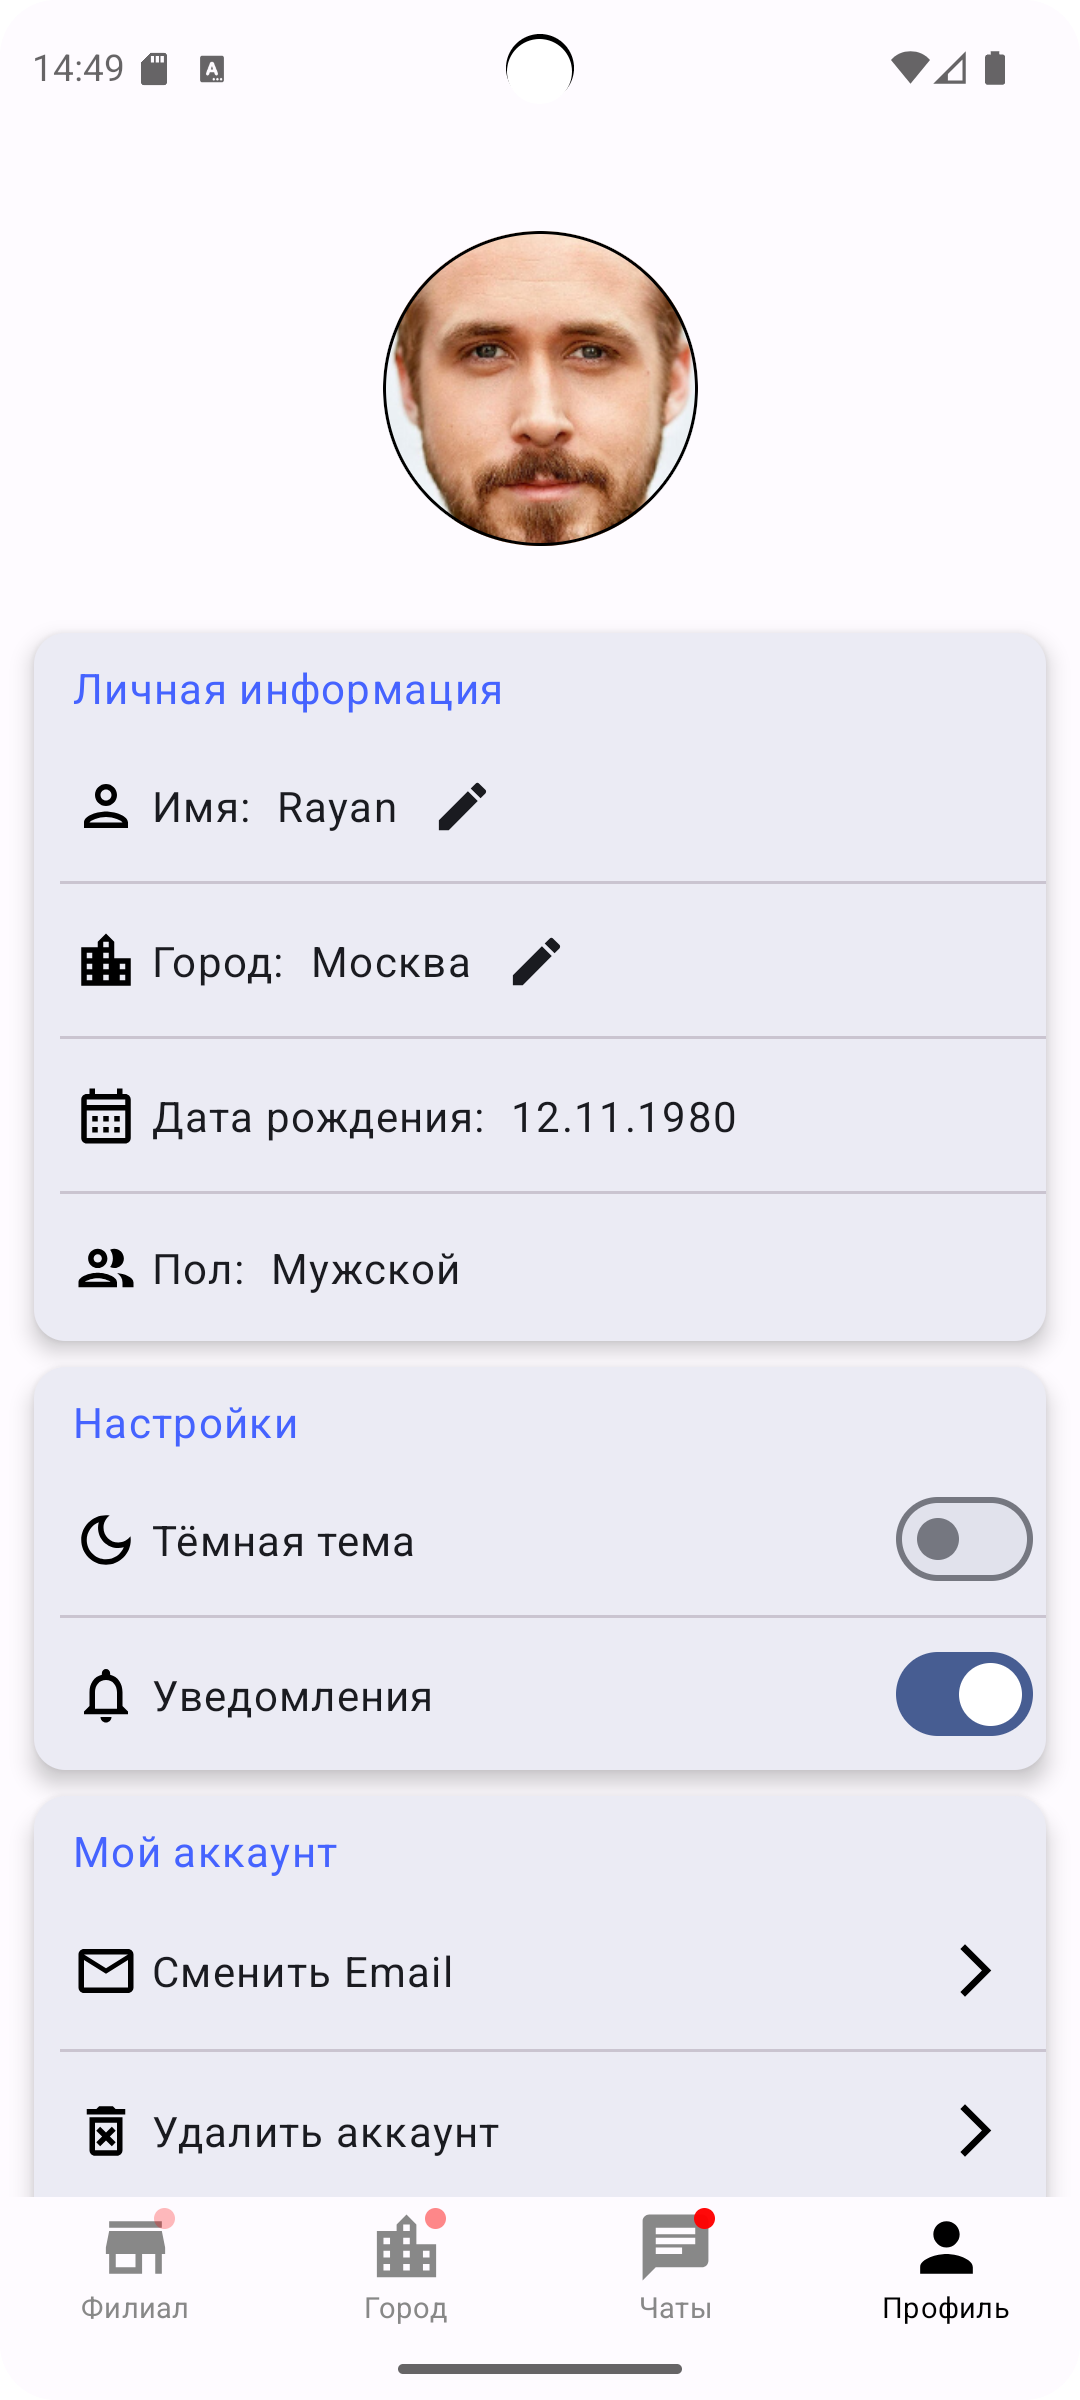 14:49
Личная информация
Имя: Rayan
Город: Москва
Дата рождения: 12.11.1980
Пол: Мужской
Настройки
Тёмная тема
Уведомления
Мой аккаунт
Сменить Email
Удалить аккаунт
Филиал Город Чаты Профиль